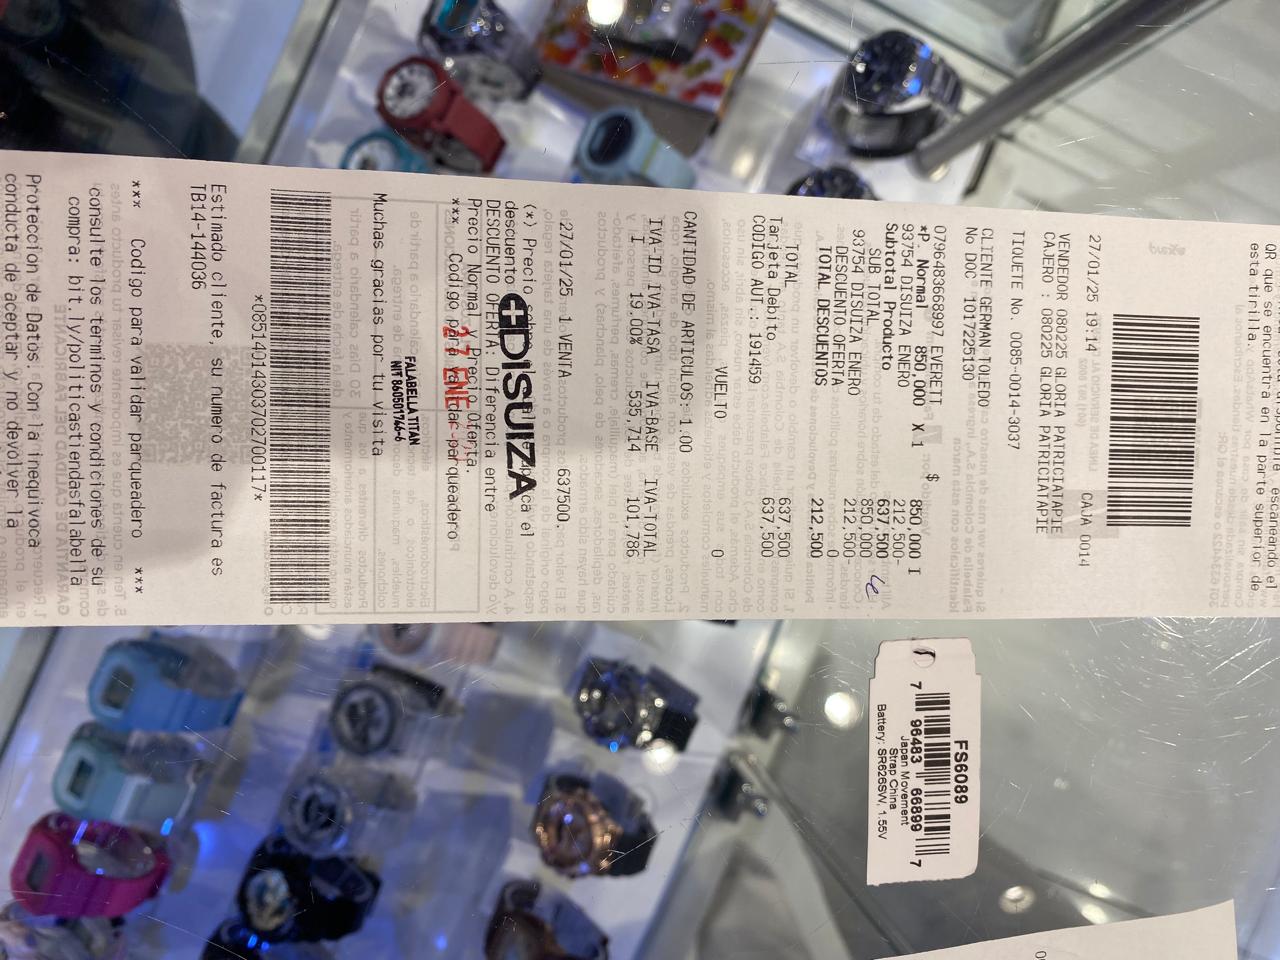 QR que se encuentra en la parte superior de
esta tirilla.
27/01/25 19:14
CAJA 0014
VENDEDOR 080225 GLORIA PATRICIATAPIE
CAJERO : 080225 GLORIA PATRICIATAPIE
TIQUETE No. 0085-0014-3037
CLIENTE GERMAN TOLEDO
No DOC 1017225130
0796483668997 EVERETT $ 850,000 I
*P. Normal 850,000 X 1
93754 DISUIZA ENERO 212,500-
Subtotal Producto 637,500
SUB TOTAL 850,000
93754 DISUIZA ENERO 212,500-
DESCUENTO OFERTA 0
TOTAL DESCUENTOS 212,500
TOTAL 637,500
Tarjeta Debito 637,500
CODIGO AUT.: 191459
VUELTO 0
CANTIDAD DE ARTICULOS: 1.00
IVA-ID IVA-TASA IVA-BASE IVA-TOTAL
I 19.00% 535,714 101,786
27/01/25 1 VENTA 637500.
(*) Precio el
descuento
DESCUENTO OFERTA: Diferencia entre
Precio Normal Precio Oferta.
*** Codigo para validar parqueadero
+DISUIZA
27 ENE
FALABELLA TITAN
NIT 860501746-6
Muchas gracias por tu visita
*08514014303702700117*
Estimado cliente, su numero de factura es
TB14-144036
*** Codigo para validar parqueadero ***
consulte los terminos y condiciones de su
compra: bit.ly/politicastiendasfalabella
Protección de Datos: Con la inequivoca
conducta de aceptar y no devolver la
FS6089
7 96483 66899 7
Japan Movement
Strap China
Battery: SR626SW, 1.55V